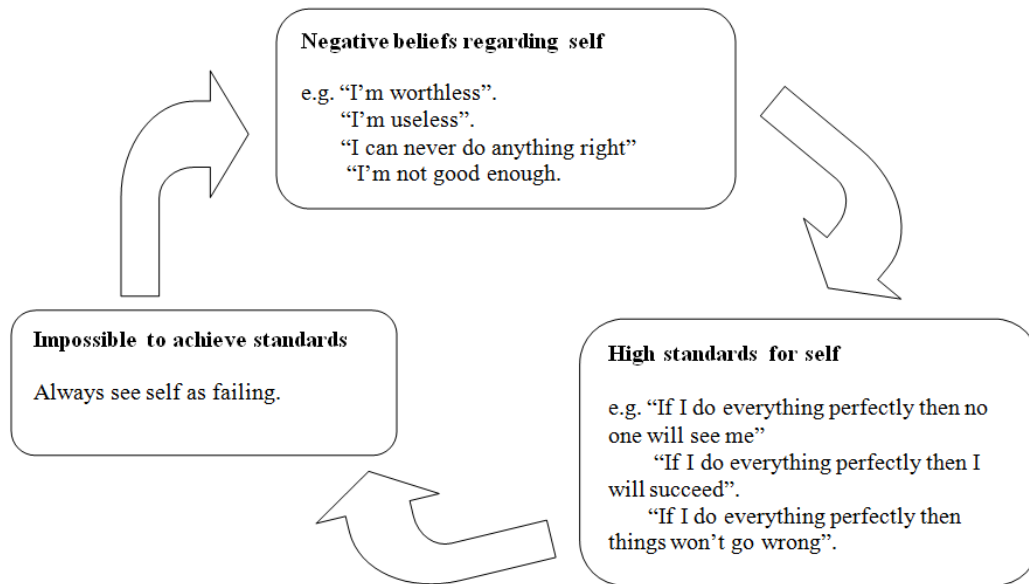 Negative beliefs regarding self
e.g. “I’m worthless”.
“I’m useless”.
“I can never do anything right”
“I’m not good enough.
High standards for self
e.g. “If I do everything perfectly then no
one will see me”
“If I do everything perfectly then I
will succeed”.
“If I do everything perfectly then
things won’t go wrong”.
Impossible to achieve standards
Always see self as failing.